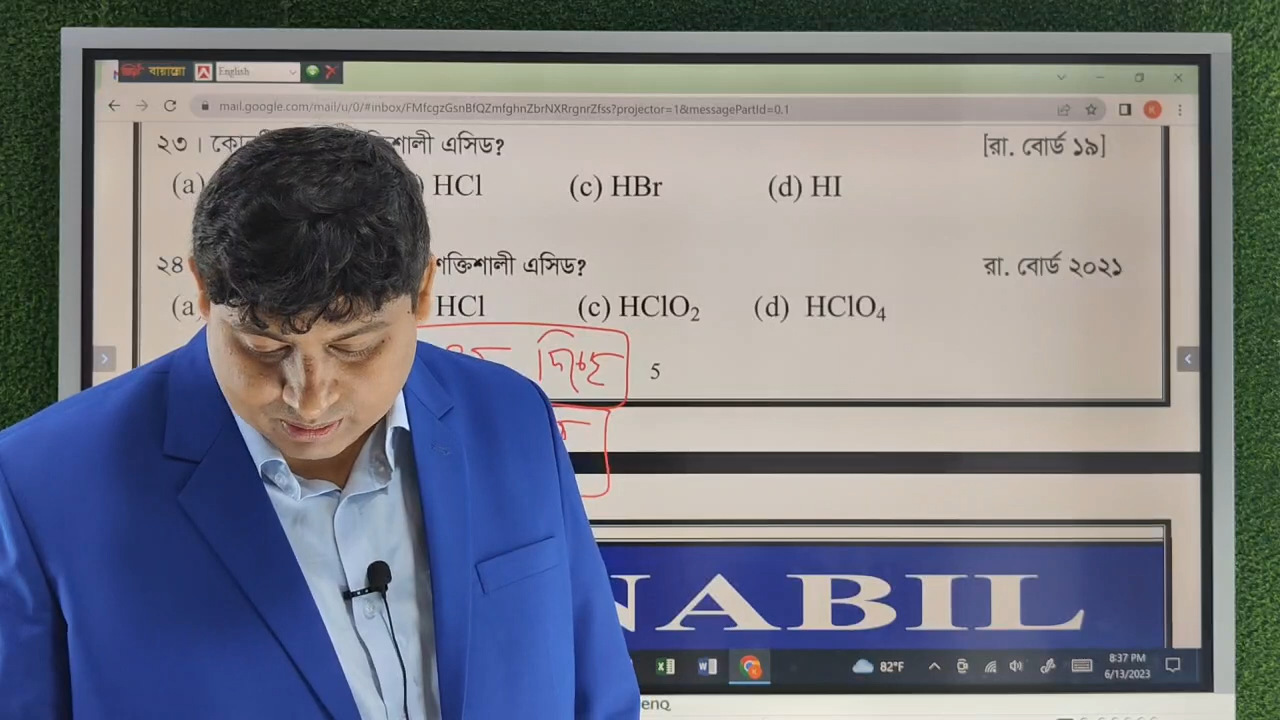 বায়ান্নো English
mail.google.com/mail/u/0/#inbox/FMfcgzGsnBfQZmfghnZbrNXRrgnrZfss?projector=1&messagePartId=0.1
K
২৩। শালী এসিড? [রা. বোর্ড ১৯]
(a) HCl (c) HBr (d) HI
২৪ শক্তিশালী এসিড? রা. বোর্ড ২০২১
(a HCl (c) HClO₂ (d) HClO₄
5
NABIL
82°F
8:37 PM
6/13/2023
enQ